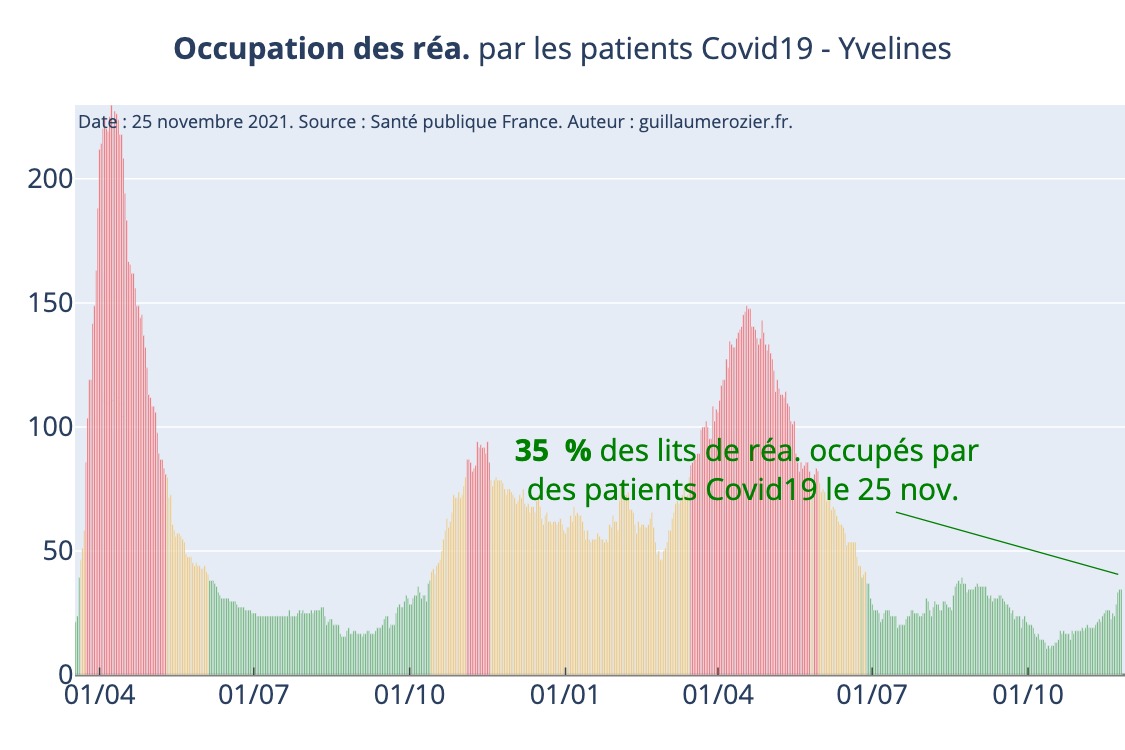 Occupation des réa. par les patients Covid19 - Yvelines
Date : 25 novembre 2021. Source : Santé publique France. Auteur : guillaumerozier.fr.
200
150
100
35 % des lits de réa. occupés par
des patients Covid19 le 25 nov.
50
0
01/04 01/07 01/10 01/01 01/04 01/07 01/10